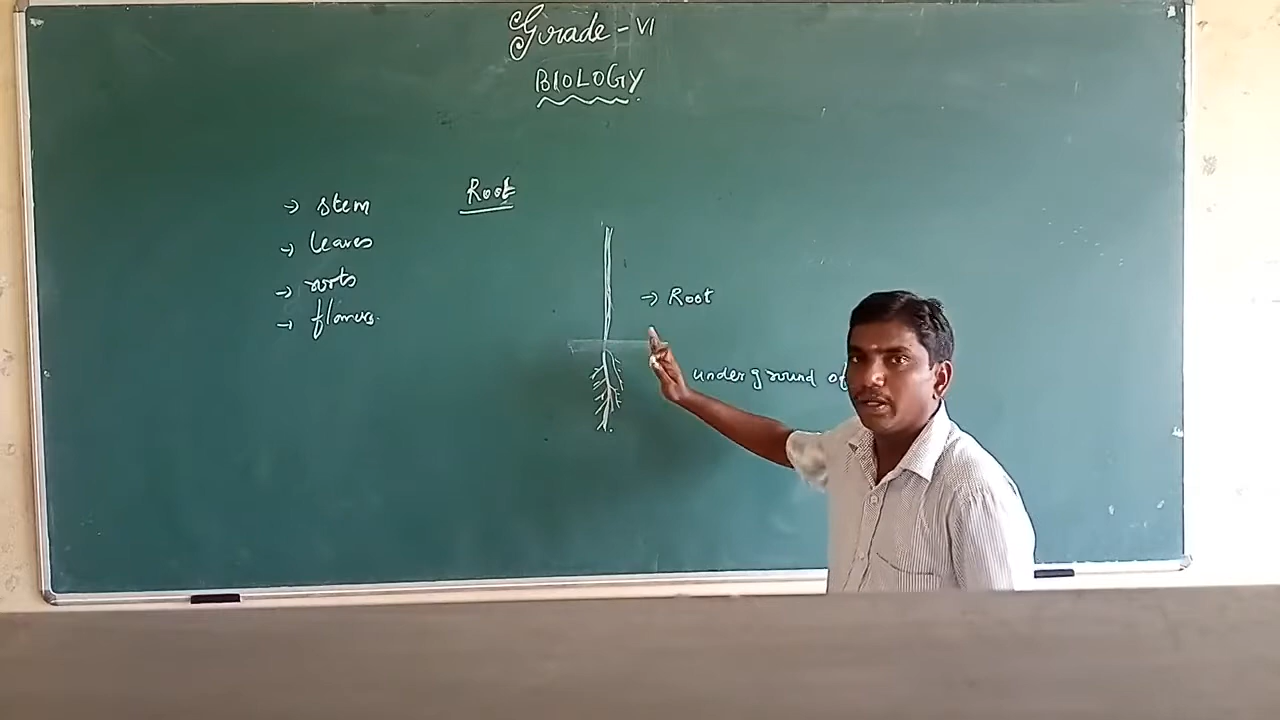 Grade - VI
BIOLOGY
→ stem
→ leaves
→ roots
→ flowers.
Root
→ Root
underground of